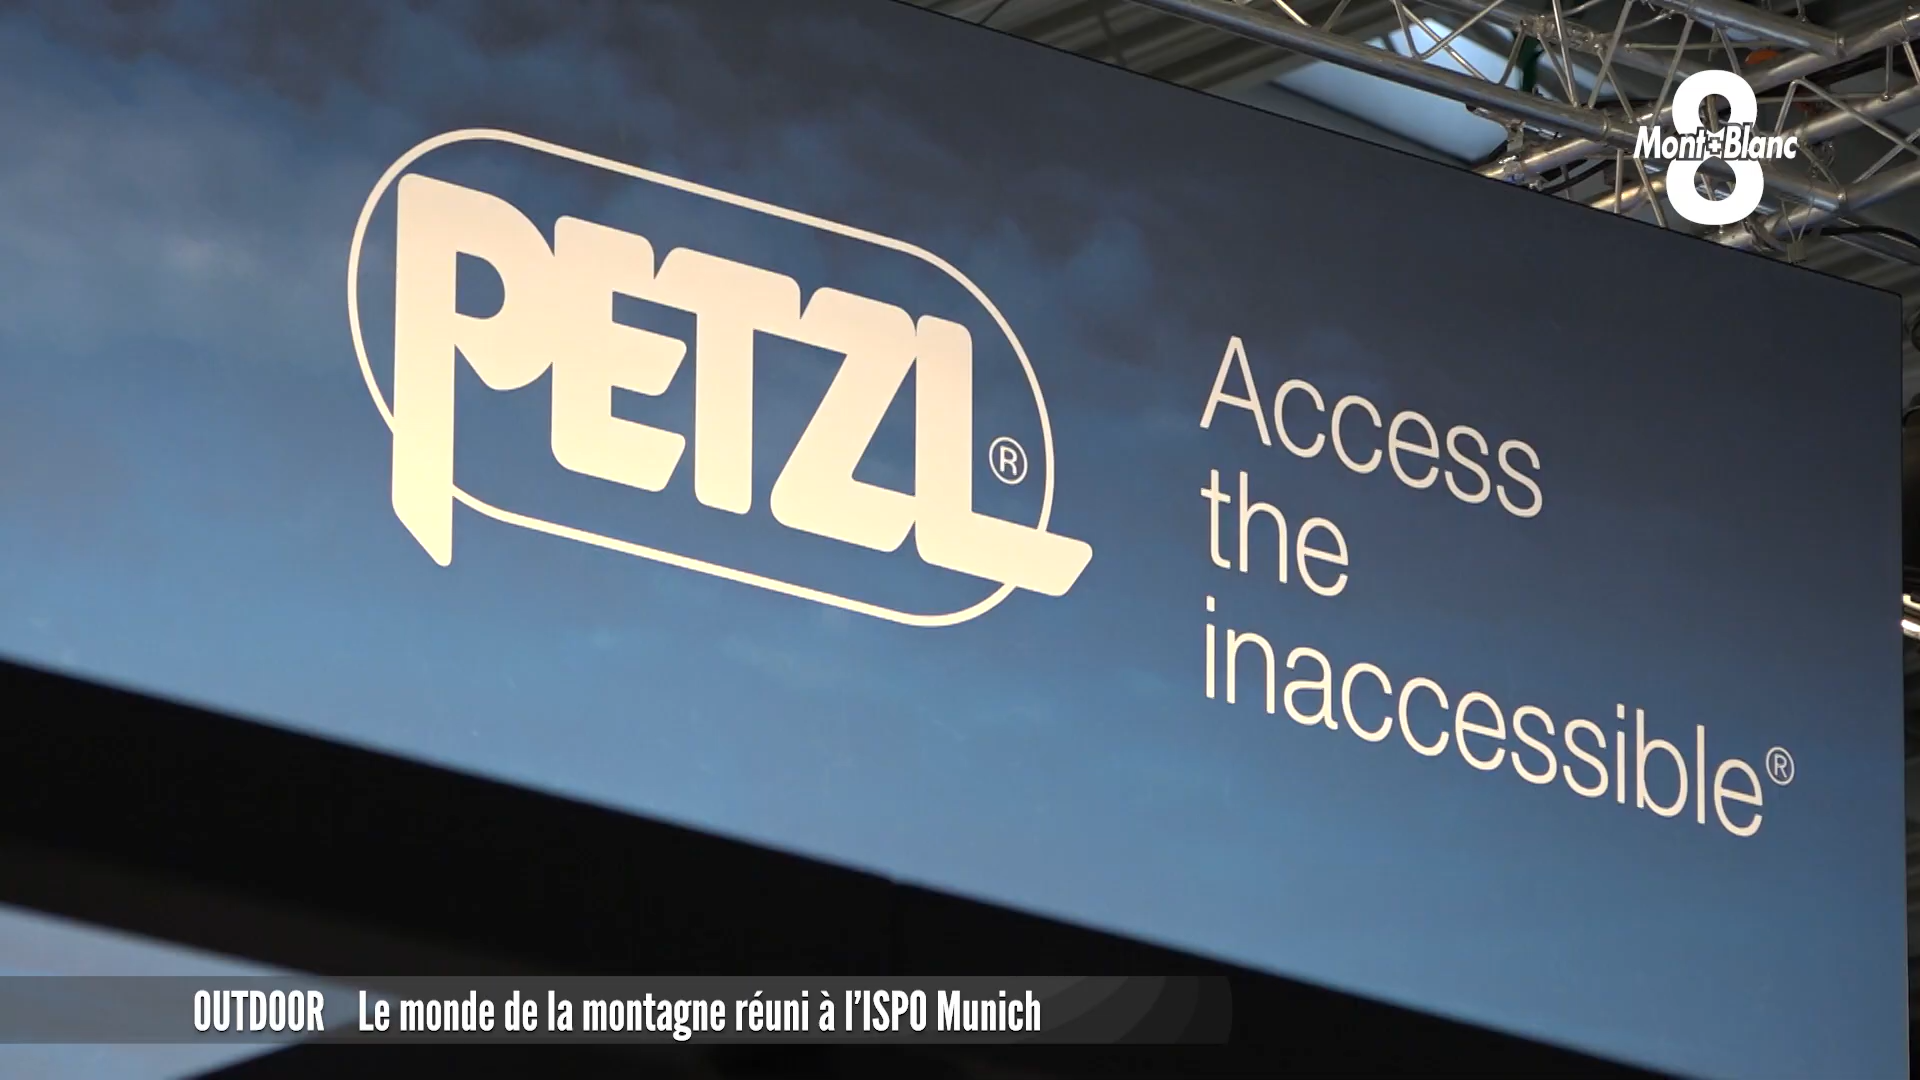 8
Mont-Blanc
PETZL®
Access
the
inaccessible®
OUTDOOR Le monde de la montagne réuni à l'ISPO Munich